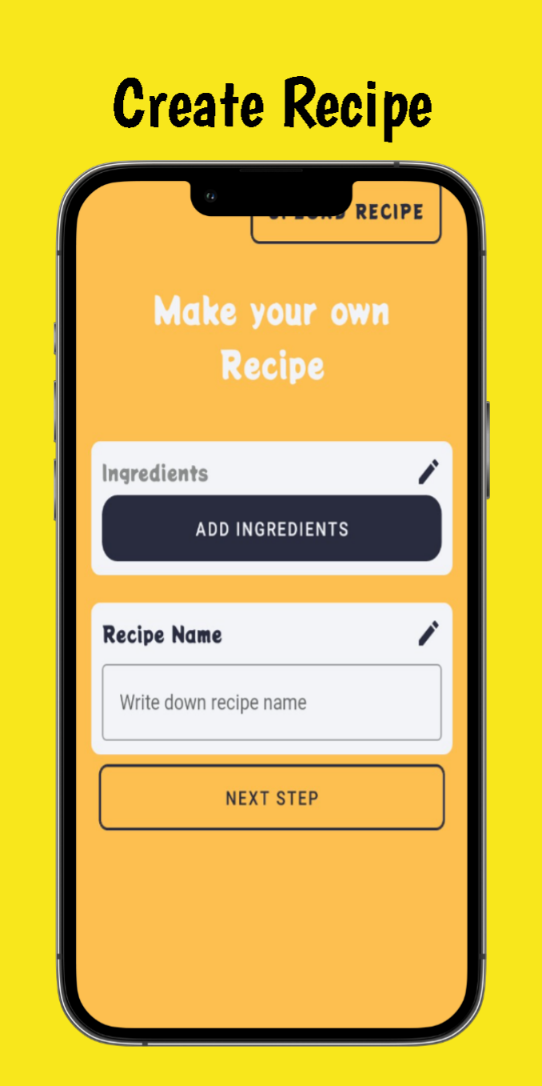 Create Recipe
RECIPE
Make your own
Recipe
Ingredients
ADD INGREDIENTS
Recipe Name
Write down recipe name
NEXT STEP